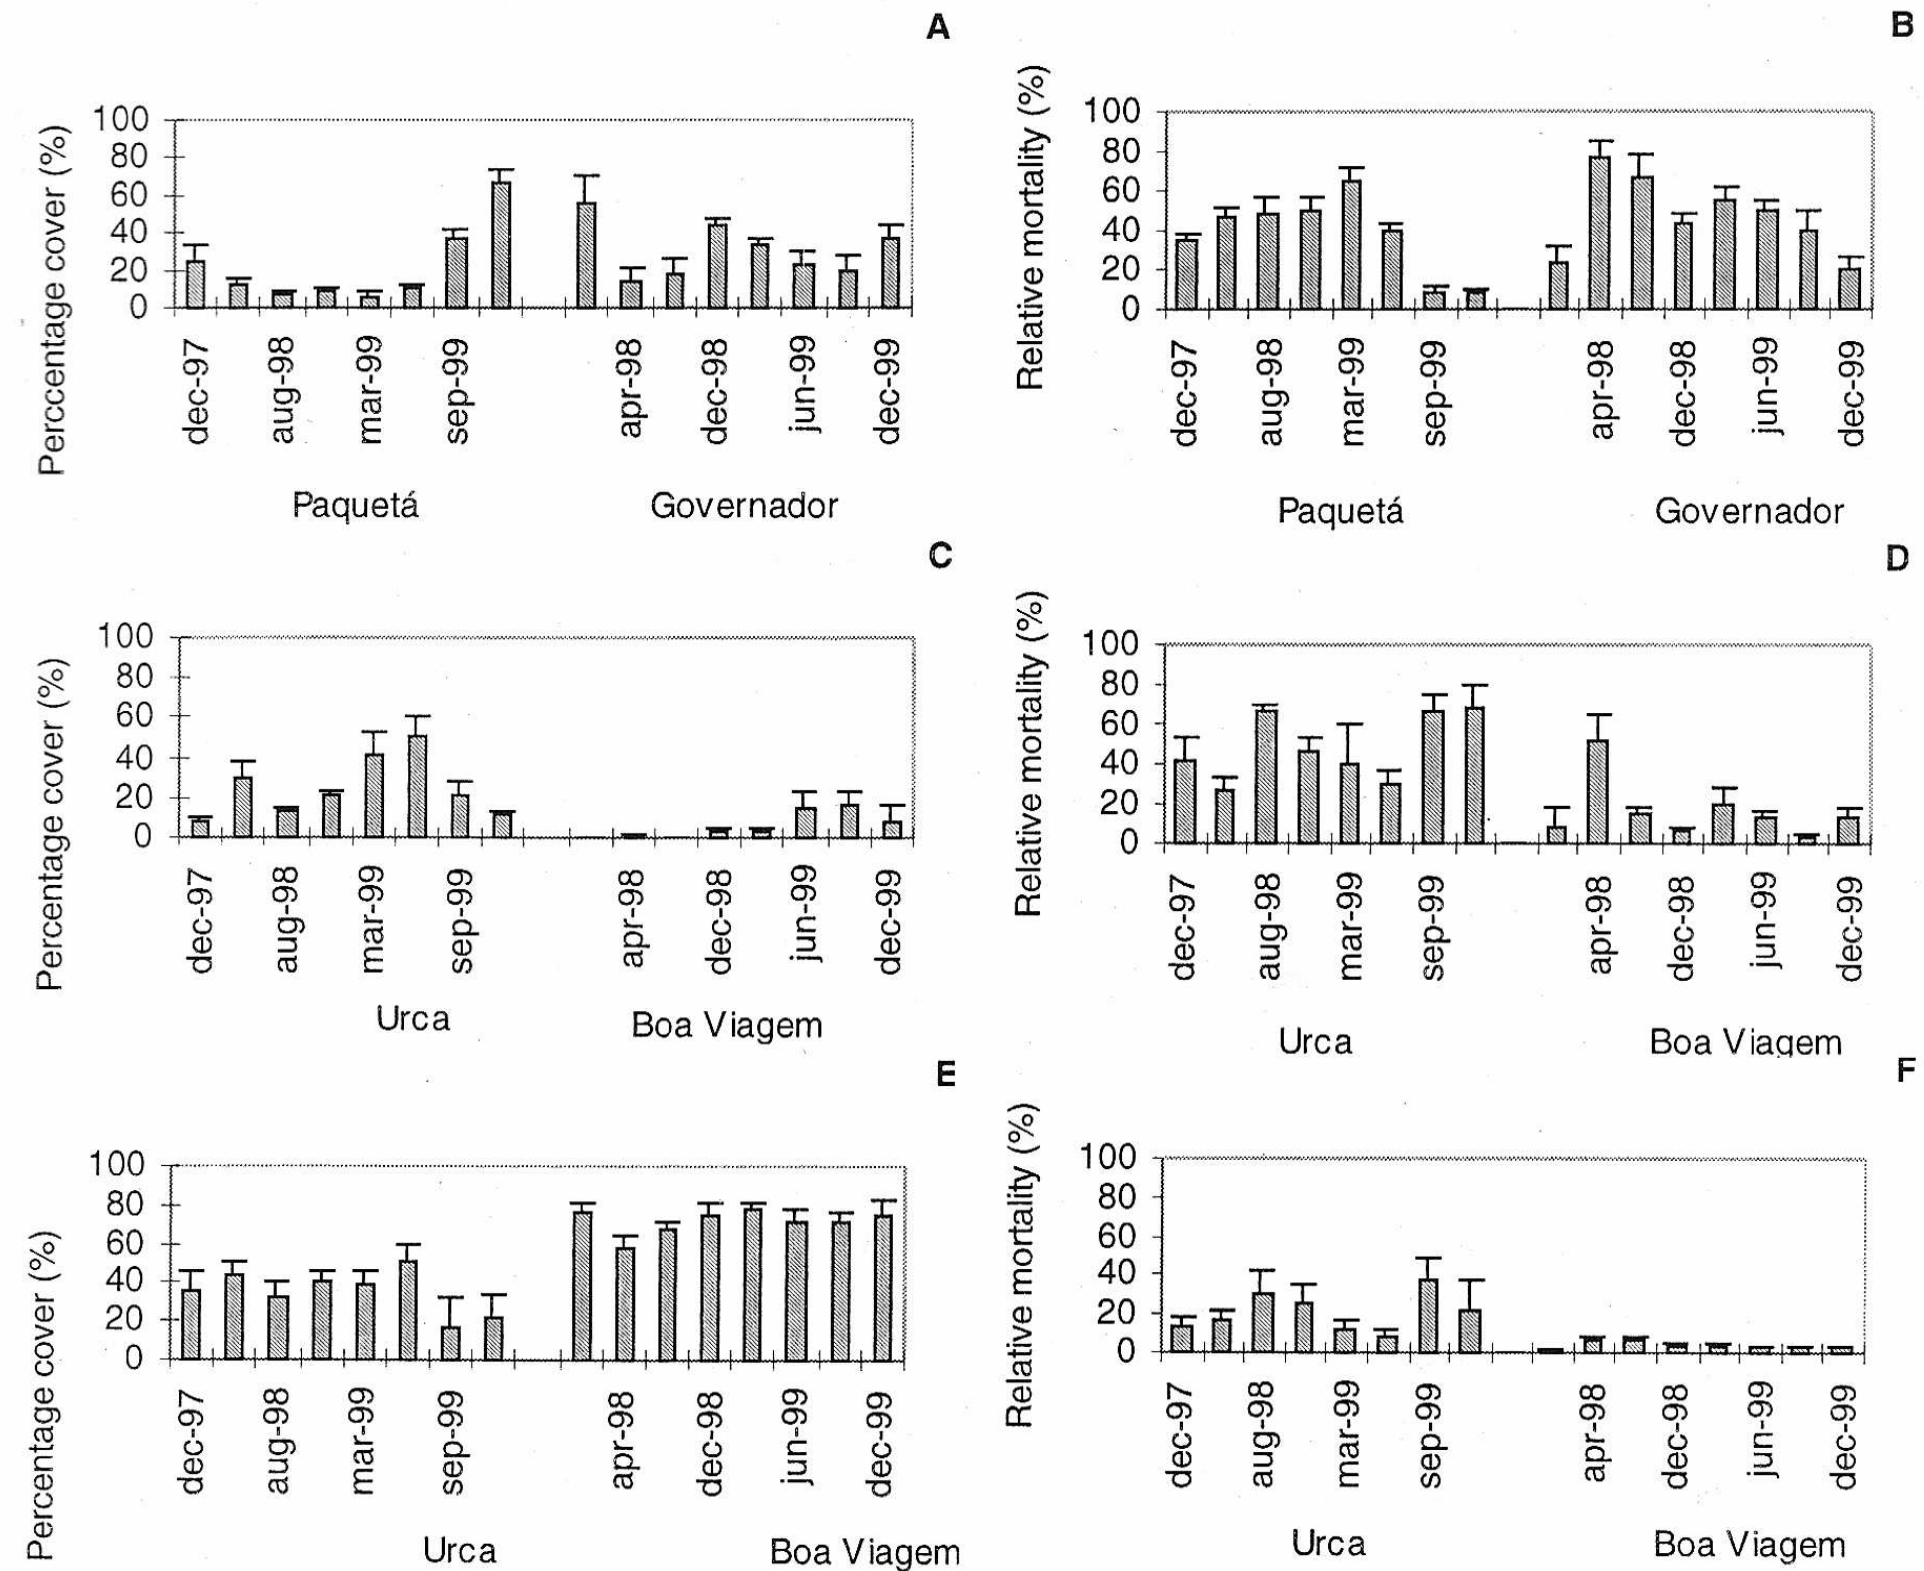 A
Perccentage cover (%)
100
80
60
40
20
0
dec-97
aug-98
mar-99
sep-99
apr-98
dec-98
jun-99
dec-99
Paquetá
Governador
B
Relative mortality (%)
100
80
60
40
20
0
dec-97
aug-98
mar-99
sep-99
apr-98
dec-98
jun-99
dec-99
Paquetá
Governador
C
Percentage cover (%)
100
80
60
40
20
0
dec-97
aug-98
mar-99
sep-99
apr-98
dec-98
jun-99
dec-99
Urca
Boa Viagem
D
Relative mortality (%)
100
80
60
40
20
0
dec-97
aug-98
mar-99
sep-99
apr-98
dec-98
jun-99
dec-99
Urca
Boa Viagem
E
Percentage cover (%)
100
80
60
40
20
0
dec-97
aug-98
mar-99
sep-99
apr-98
dec-98
jun-99
dec-99
Urca
Boa Viagem
F
Relative mortality (%)
100
80
60
40
20
0
dec-97
aug-98
mar-99
sep-99
apr-98
dec-98
jun-99
dec-99
Urca
Boa Viagem